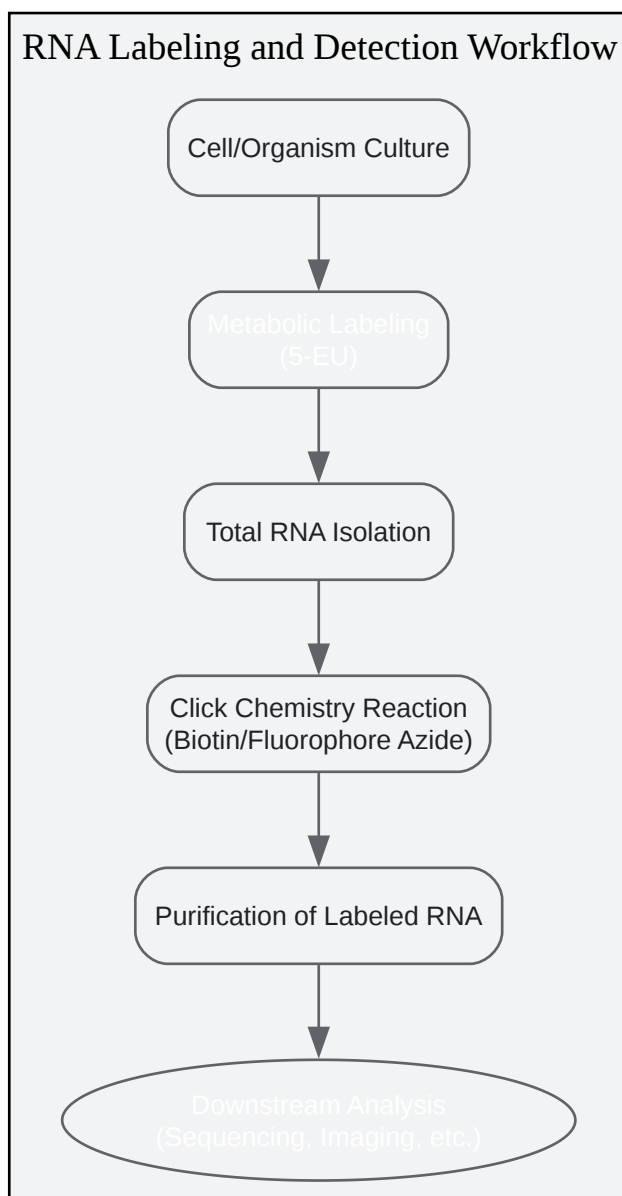 RNA Labeling and Detection Workflow
Cell/Organism Culture
Metabolic Labeling
(5-EU)
Total RNA Isolation
Click Chemistry Reaction
(Biotin/Fluorophore Azide)
Purification of Labeled RNA
Downstream Analysis
(Sequencing, Imaging, etc.)